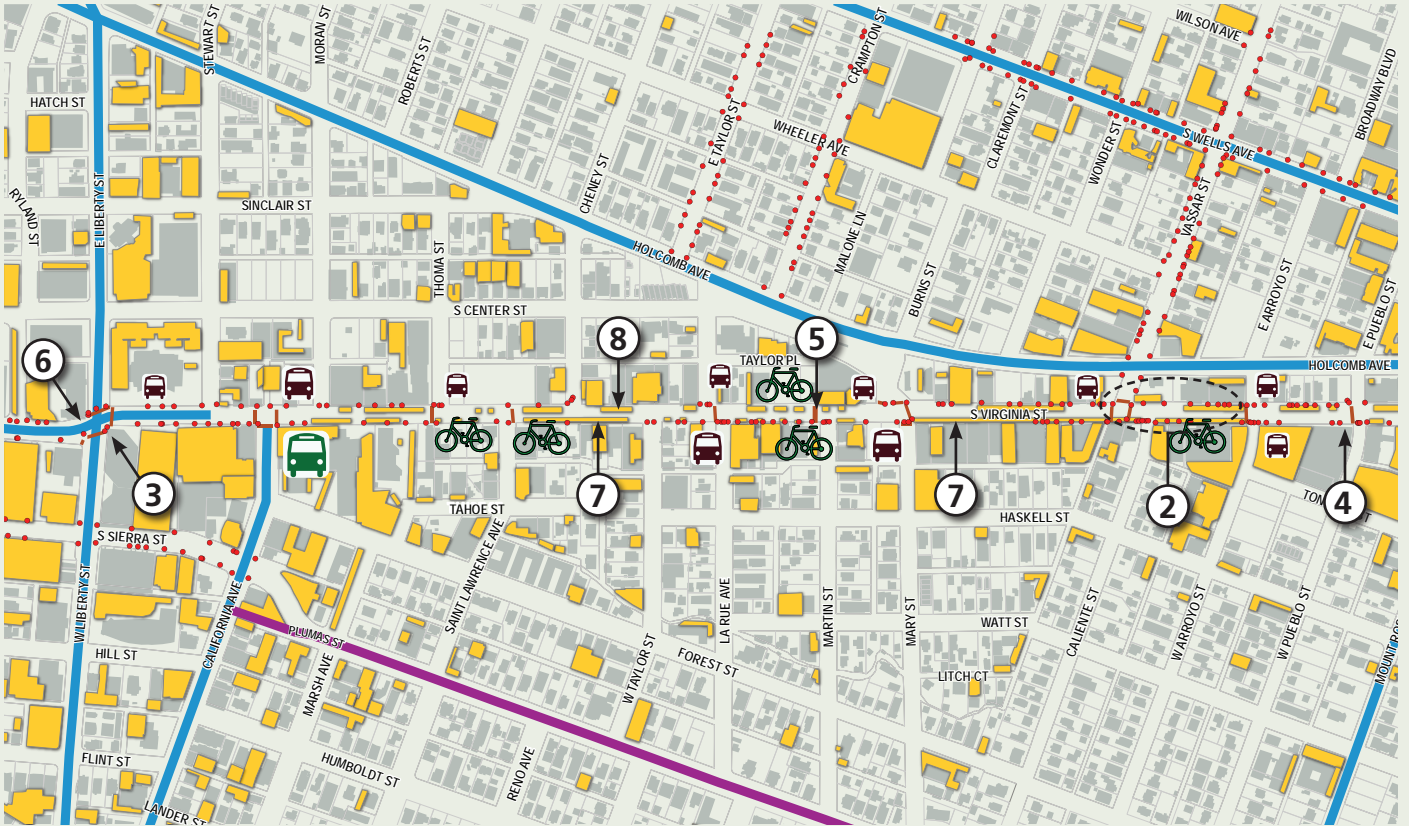 STEWART ST
MORAN ST
ROBERTS ST
CRAMPTON ST
WILSON AVE
BROADWAY BLVD
HATCH ST
E TAYLOR ST
WHEELER AVE
CLAREMONT ST
WONDER ST
S WELLS AVE
CHENEY ST
RYLAND ST
E LIBERTY ST
SINCLAIR ST
VASSAR ST
THOMA ST
HOLCOMB AVE
MALONE LN
BURNS ST
E ARROYO ST
E PUEBLO ST
S CENTER ST
6
8
5
TAYLOR PL
HOLCOMB AVE
S VIRGINIA ST
3
7
7
2
4
TAHOE ST
HASKELL ST
S SIERRA ST
SAINT LAWRENCE AVE
W LIBERTY ST
CALIFORNIA AVE
PLUMAS ST
LA RUE AVE
MARTIN ST
MARY ST
WATT ST
CALIENTE ST
W ARROYO ST
W PUEBLO ST
HILL ST
MARSH AVE
W TAYLOR ST
FOREST ST
LITCH CT
FLINT ST
HUMBOLDT ST
RENO AVE
LANDER ST